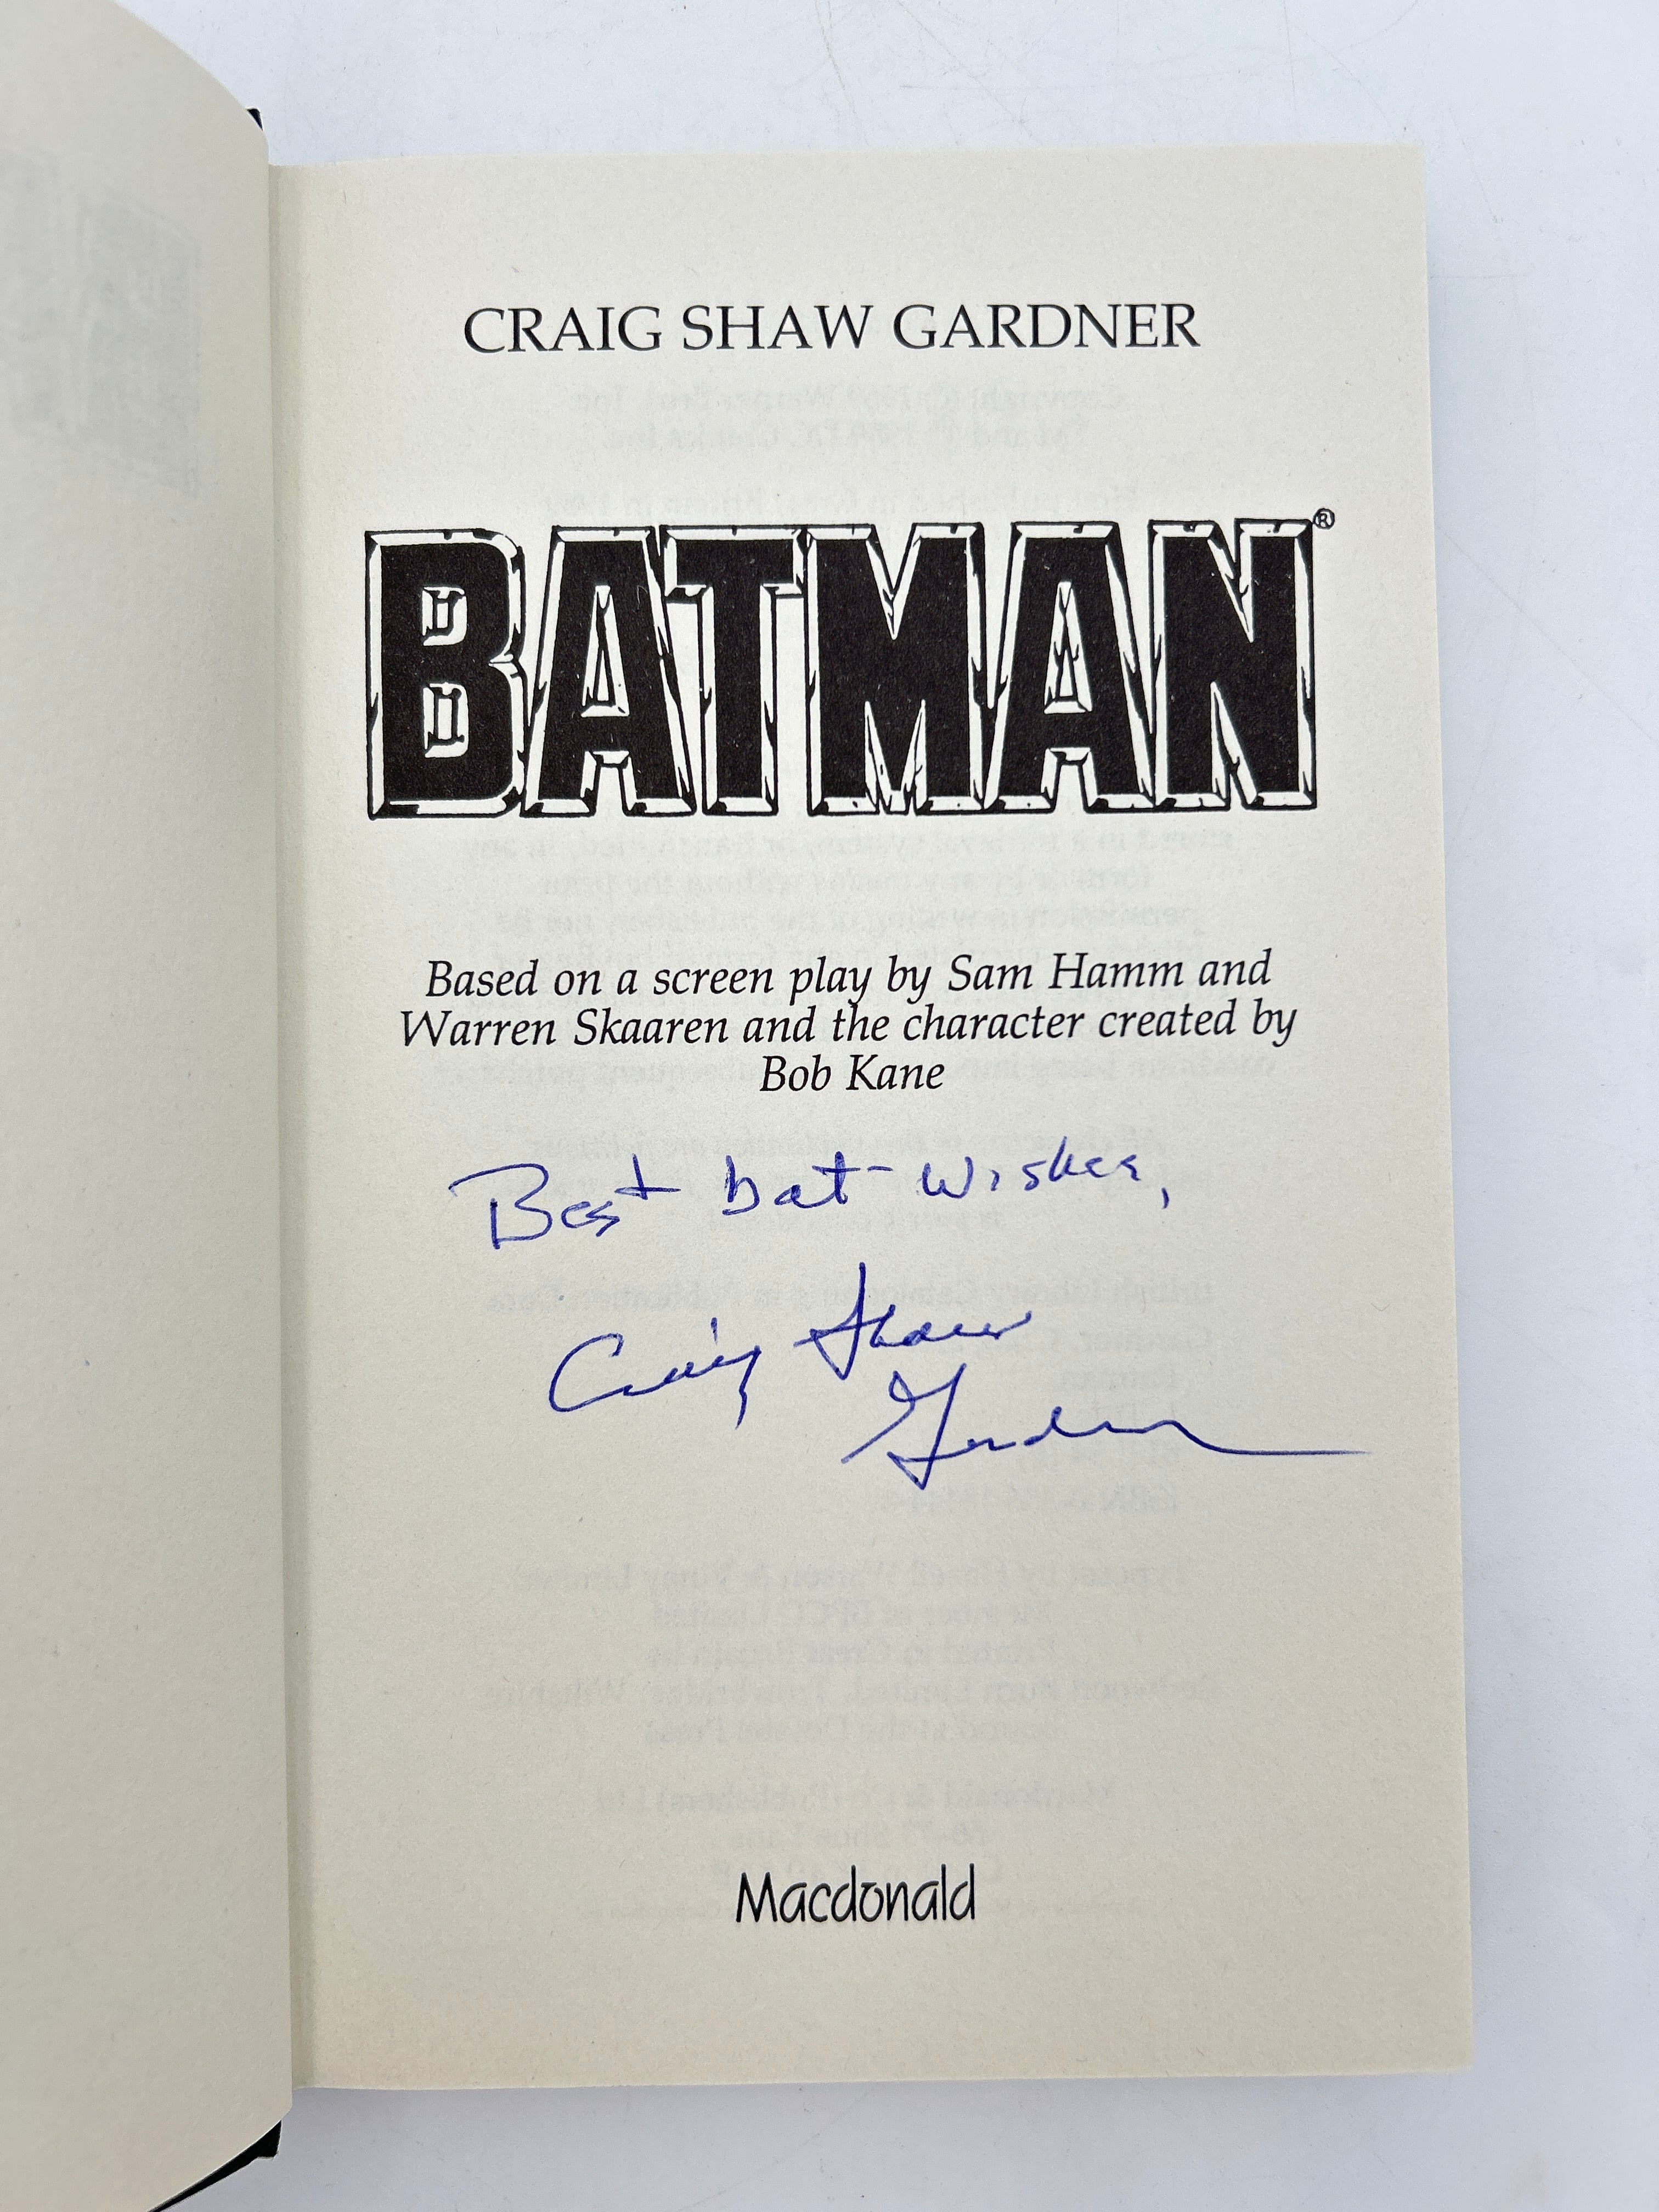 CRAIG SHAW GARDNER
BATMAN®
Based on a screen play by Sam Hamm and
Warren Skaaren and the character created by
Bob Kane
Best bat-wishes,
Craig Shaw
Gardner
Macdonald